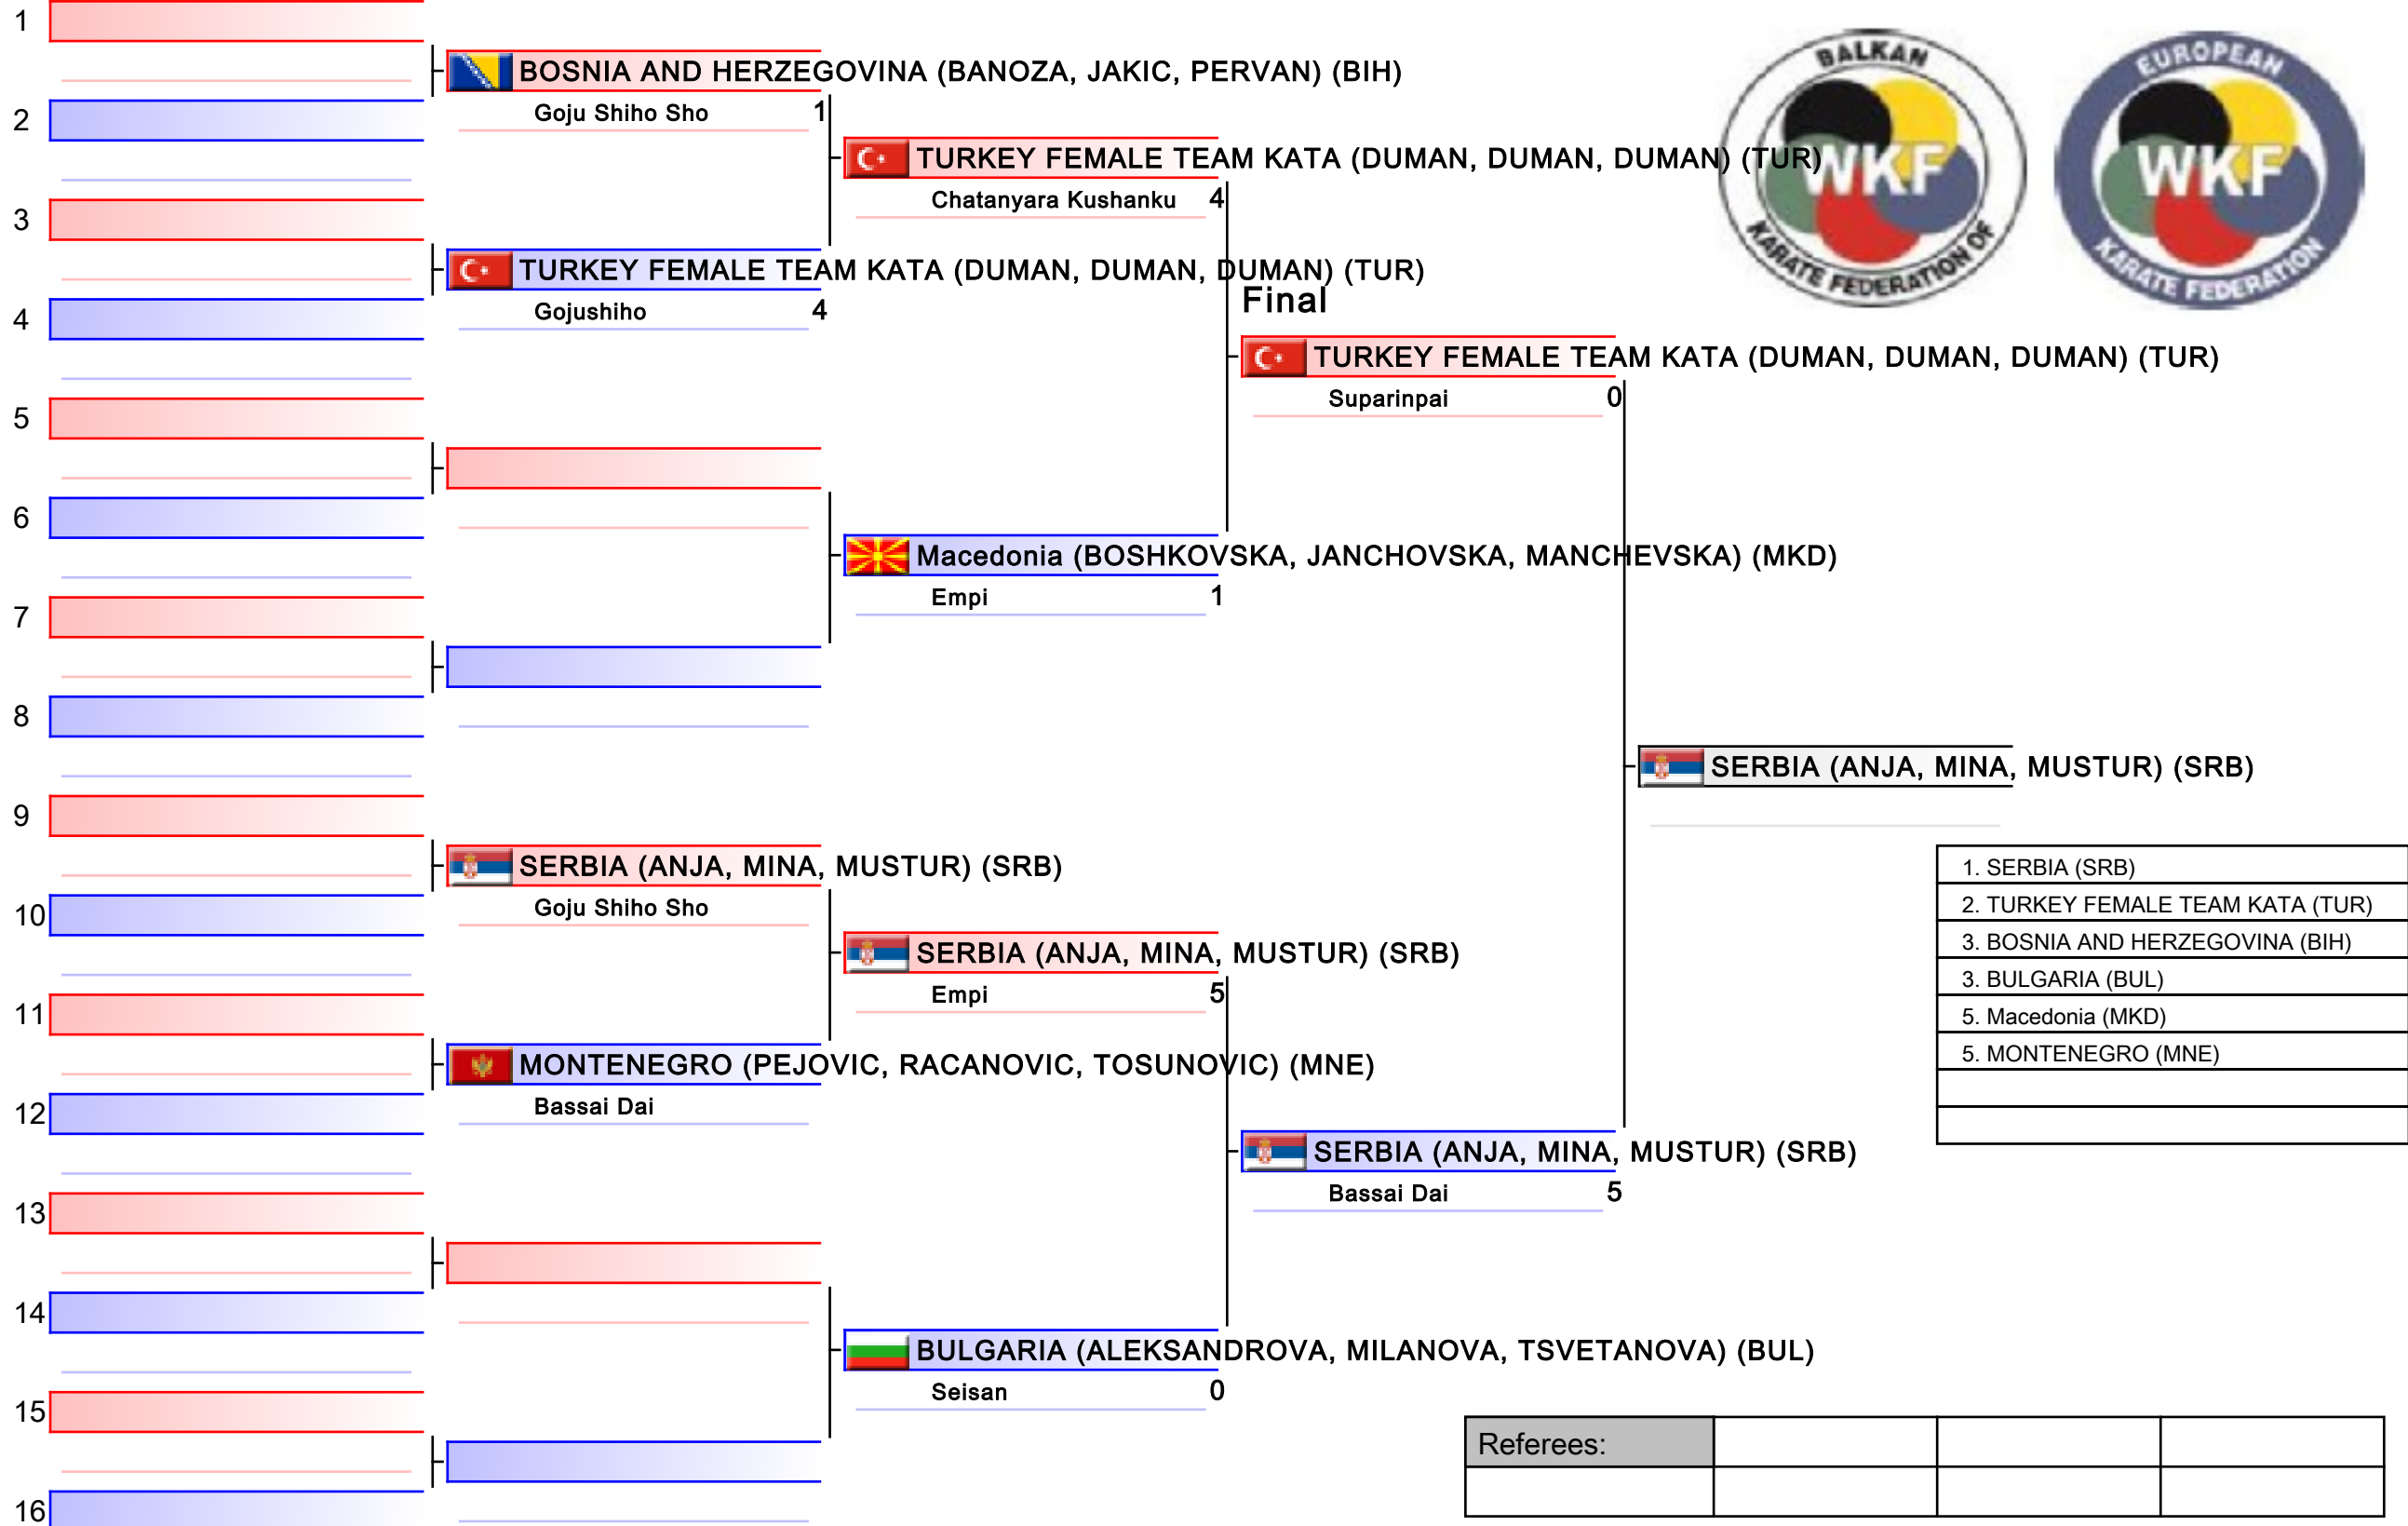 1
BOSNIA AND HERZEGOVINA (BANOZA, JAKIC, PERVAN) (BIH)
Goju Shiho Sho 1
2
TURKEY FEMALE TEAM KATA (DUMAN, DUMAN, DUMAN) (TUR)
Chatanyara Kushanku 4
3
TURKEY FEMALE TEAM KATA (DUMAN, DUMAN, DUMAN) (TUR)
Gojushiho 4
4
Final
TURKEY FEMALE TEAM KATA (DUMAN, DUMAN, DUMAN) (TUR)
Suparinpai 0
5
6
Macedonia (BOSHKOVSKA, JANCHOVSKA, MANCHEVSKA) (MKD)
Empi 1
7
8
SERBIA (ANJA, MINA, MUSTUR) (SRB)
9
SERBIA (ANJA, MINA, MUSTUR) (SRB)
Goju Shiho Sho
10
SERBIA (ANJA, MINA, MUSTUR) (SRB)
Empi 5
11
MONTENEGRO (PEJOVIC, RACANOVIC, TOSUNOVIC) (MNE)
Bassai Dai
12
SERBIA (ANJA, MINA, MUSTUR) (SRB)
Bassai Dai 5
13
14
BULGARIA (ALEKSANDROVA, MILANOVA, TSVETANOVA) (BUL)
Seisan 0
15
16
BALKAN
WKF
KARATE FEDERATION OF
EUROPEAN
WKF
KARATE FEDERATION
1. SERBIA (SRB)
2. TURKEY FEMALE TEAM KATA (TUR)
3. BOSNIA AND HERZEGOVINA (BIH)
3. BULGARIA (BUL)
5. Macedonia (MKD)
5. MONTENEGRO (MNE)
Referees: